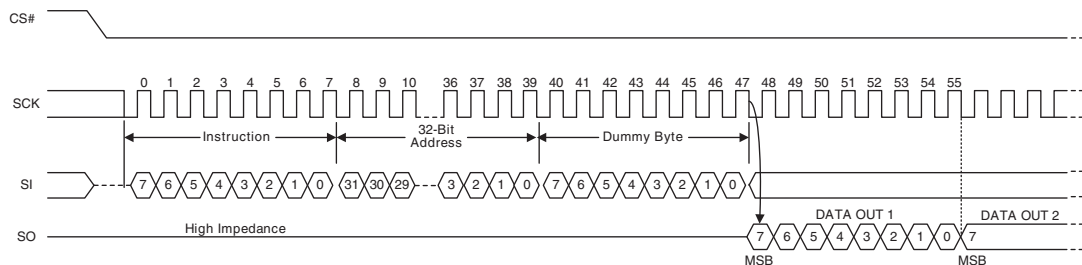 CS#
0 1 2 3 4 5 6 7 8 9 10 36 37 38 39 40 41 42 43 44 45 46 47 48 49 50 51 52 53 54 55
SCK
Instruction 32-Bit Address Dummy Byte
SI 7 6 5 4 3 2 1 0 31 30 29 3 2 1 0 7 6 5 4 3 2 1 0
DATA OUT 1 DATA OUT 2
High Impedance
SO 7 6 5 4 3 2 1 0 7
MSB MSB